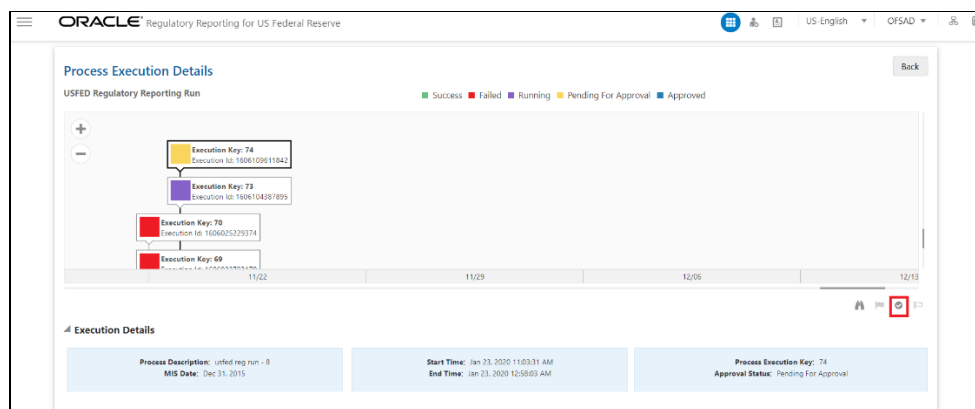 ORACLE® Regulatory Reporting for US Federal Reserve
US-English
OFSAD
Process Execution Details
Back
USFED Regulatory Reporting Run
Success Failed Running Pending For Approval Approved
Execution Key: 74
Execution Id: 1606109811842
Execution Key: 73
Execution Id: 1606104387895
Execution Key: 70
Execution Id: 1606025229374
Execution Key: 69
11/22 11/29 12/06 12/13
Execution Details
Process Description: usfed reg run - 8
MIS Date: Dec 31, 2015
Start Time: Jan 23, 2020 11:03:31 AM
End Time: Jan 23, 2020 12:58:03 AM
Process Execution Key: 74
Approval Status: Pending For Approval